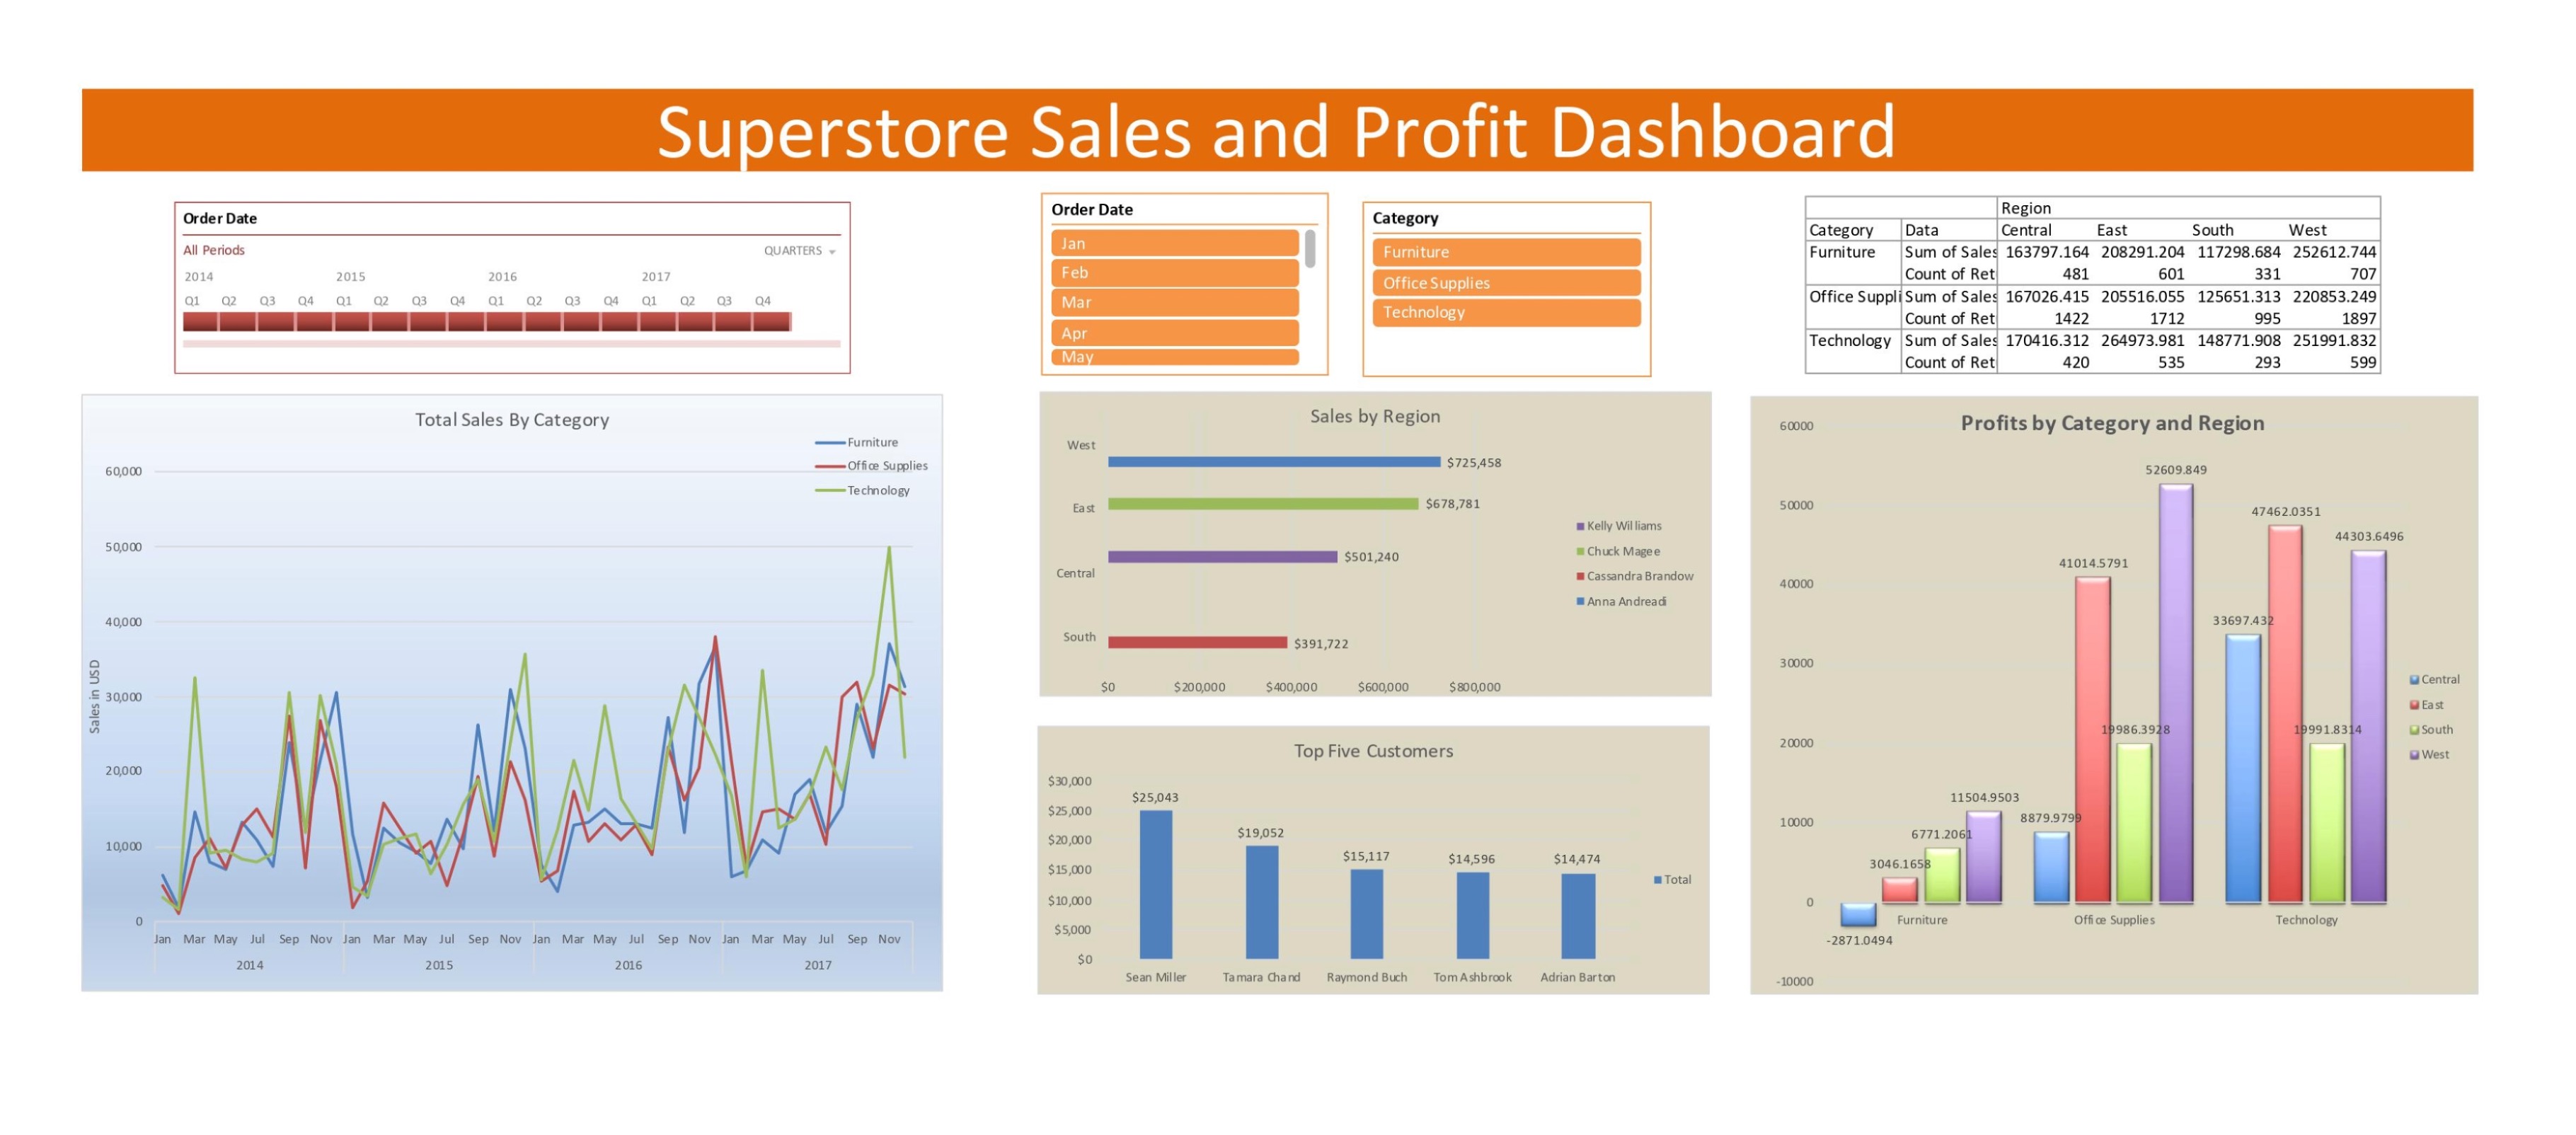 Superstore Sales and Profit Dashboard
Order Date
All Periods QUARTERS
2014 2015 2016 2017
Q1 Q2 Q3 Q4 Q1 Q2 Q3 Q4 Q1 Q2 Q3 Q4 Q1 Q2 Q3 Q4
Order Date
Jan
Feb
Mar
Apr
May
Category
Furniture
Office Supplies
Technology
Region
Category Data Central East South West
Furniture Sum of Sales 163797.164 208291.204 117298.684 252612.744
Count of Ret 481 601 331 707
Office Suppli Sum of Sales 167026.415 205516.055 125651.313 220853.249
Count of Ret 1422 1712 995 1897
Technology Sum of Sales 170416.312 264973.981 148771.908 251991.832
Count of Ret 420 535 293 599
Total Sales By Category
Furniture
Office Supplies
Technology
Sales in USD
60,000
50,000
40,000
30,000
20,000
10,000
0
Jan Mar May Jul Sep Nov Jan Mar May Jul Sep Nov Jan Mar May Jul Sep Nov Jan Mar May Jul Sep Nov
2014 2015 2016 2017
Sales by Region
West $725,458
East $678,781
Central $501,240
South $391,722
$0 $200,000 $400,000 $600,000 $800,000
Kelly Williams
Chuck Magee
Cassandra Brandow
Anna Andreadi
Top Five Customers
$30,000
$25,000
$20,000
$15,000
$10,000
$5,000
$0
$25,043 $19,052 $15,117 $14,596 $14,474
Sean Miller Tamara Chand Raymond Buch Tom Ashbrook Adrian Barton
Total
Profits by Category and Region
60000
50000
40000
30000
20000
10000
0
-10000
-2871.0494 3046.1658 6771.2061 11504.9503
8879.9799 41014.5791 19986.3928 52609.849
33697.432 47462.0351 19991.8314 44303.6496
Furniture Office Supplies Technology
Central
East
South
West